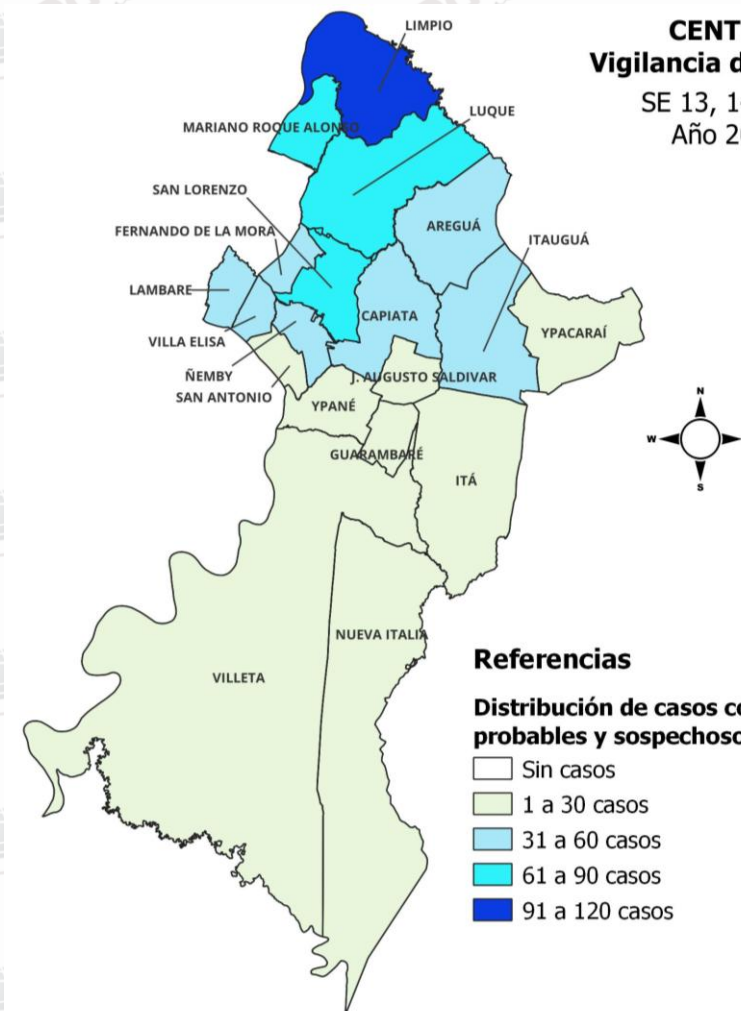 CENT
Vigilancia d
SE 13, 1
Año 2
LIMPIO
LUQUE
MARIANO ROQUE ALONSO
SAN LORENZO
AREGUÁ
FERNANDO DE LA MORA
ITAUGUÁ
LAMBARE
CAPIATA
YPACARAÍ
VILLA ELISA
ÑEMBY
J. AUGUSTO SALDIVAR
SAN ANTONIO
YPANÉ
GUARAMBARÉ
ITÁ
N
W
S
NUEVA ITALIA
VILLETA
Referencias
Distribución de casos co
probables y sospechoso
Sin casos
1 a 30 casos
31 a 60 casos
61 a 90 casos
91 a 120 casos